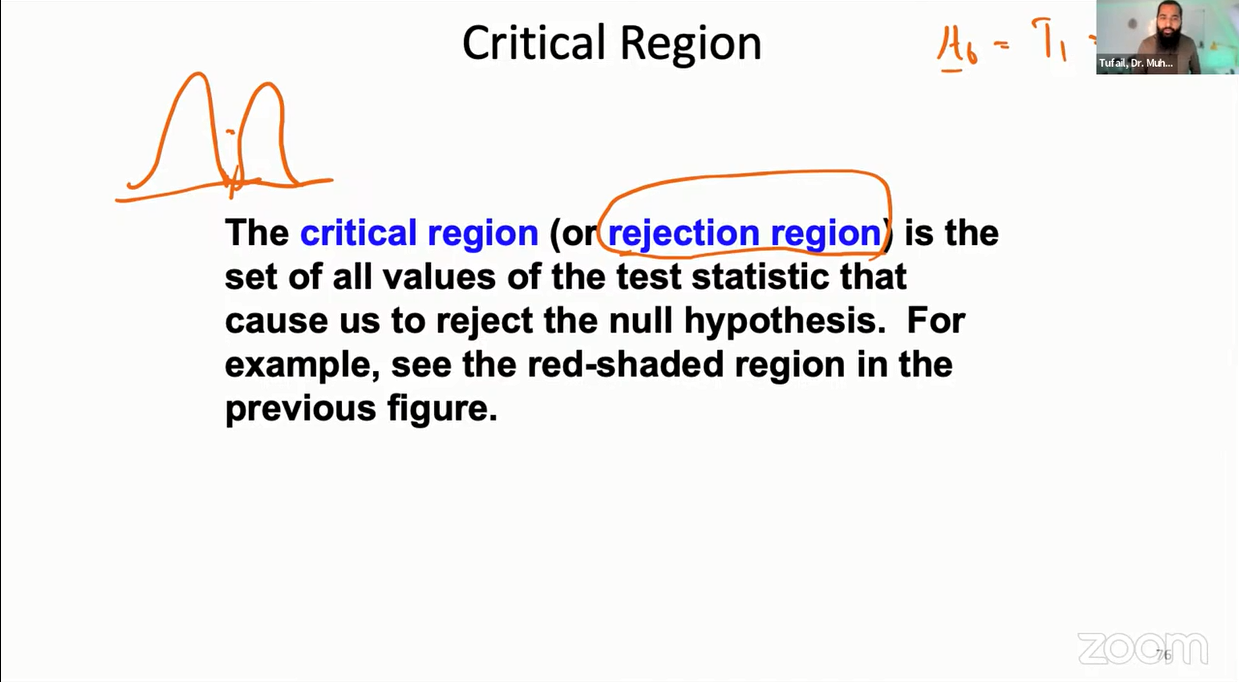 Critical Region
H₀ = T₁ =
Tufail, Dr. Muh...
The critical region (or rejection region) is the
set of all values of the test statistic that
cause us to reject the null hypothesis. For
example, see the red-shaded region in the
previous figure.
zoom
76